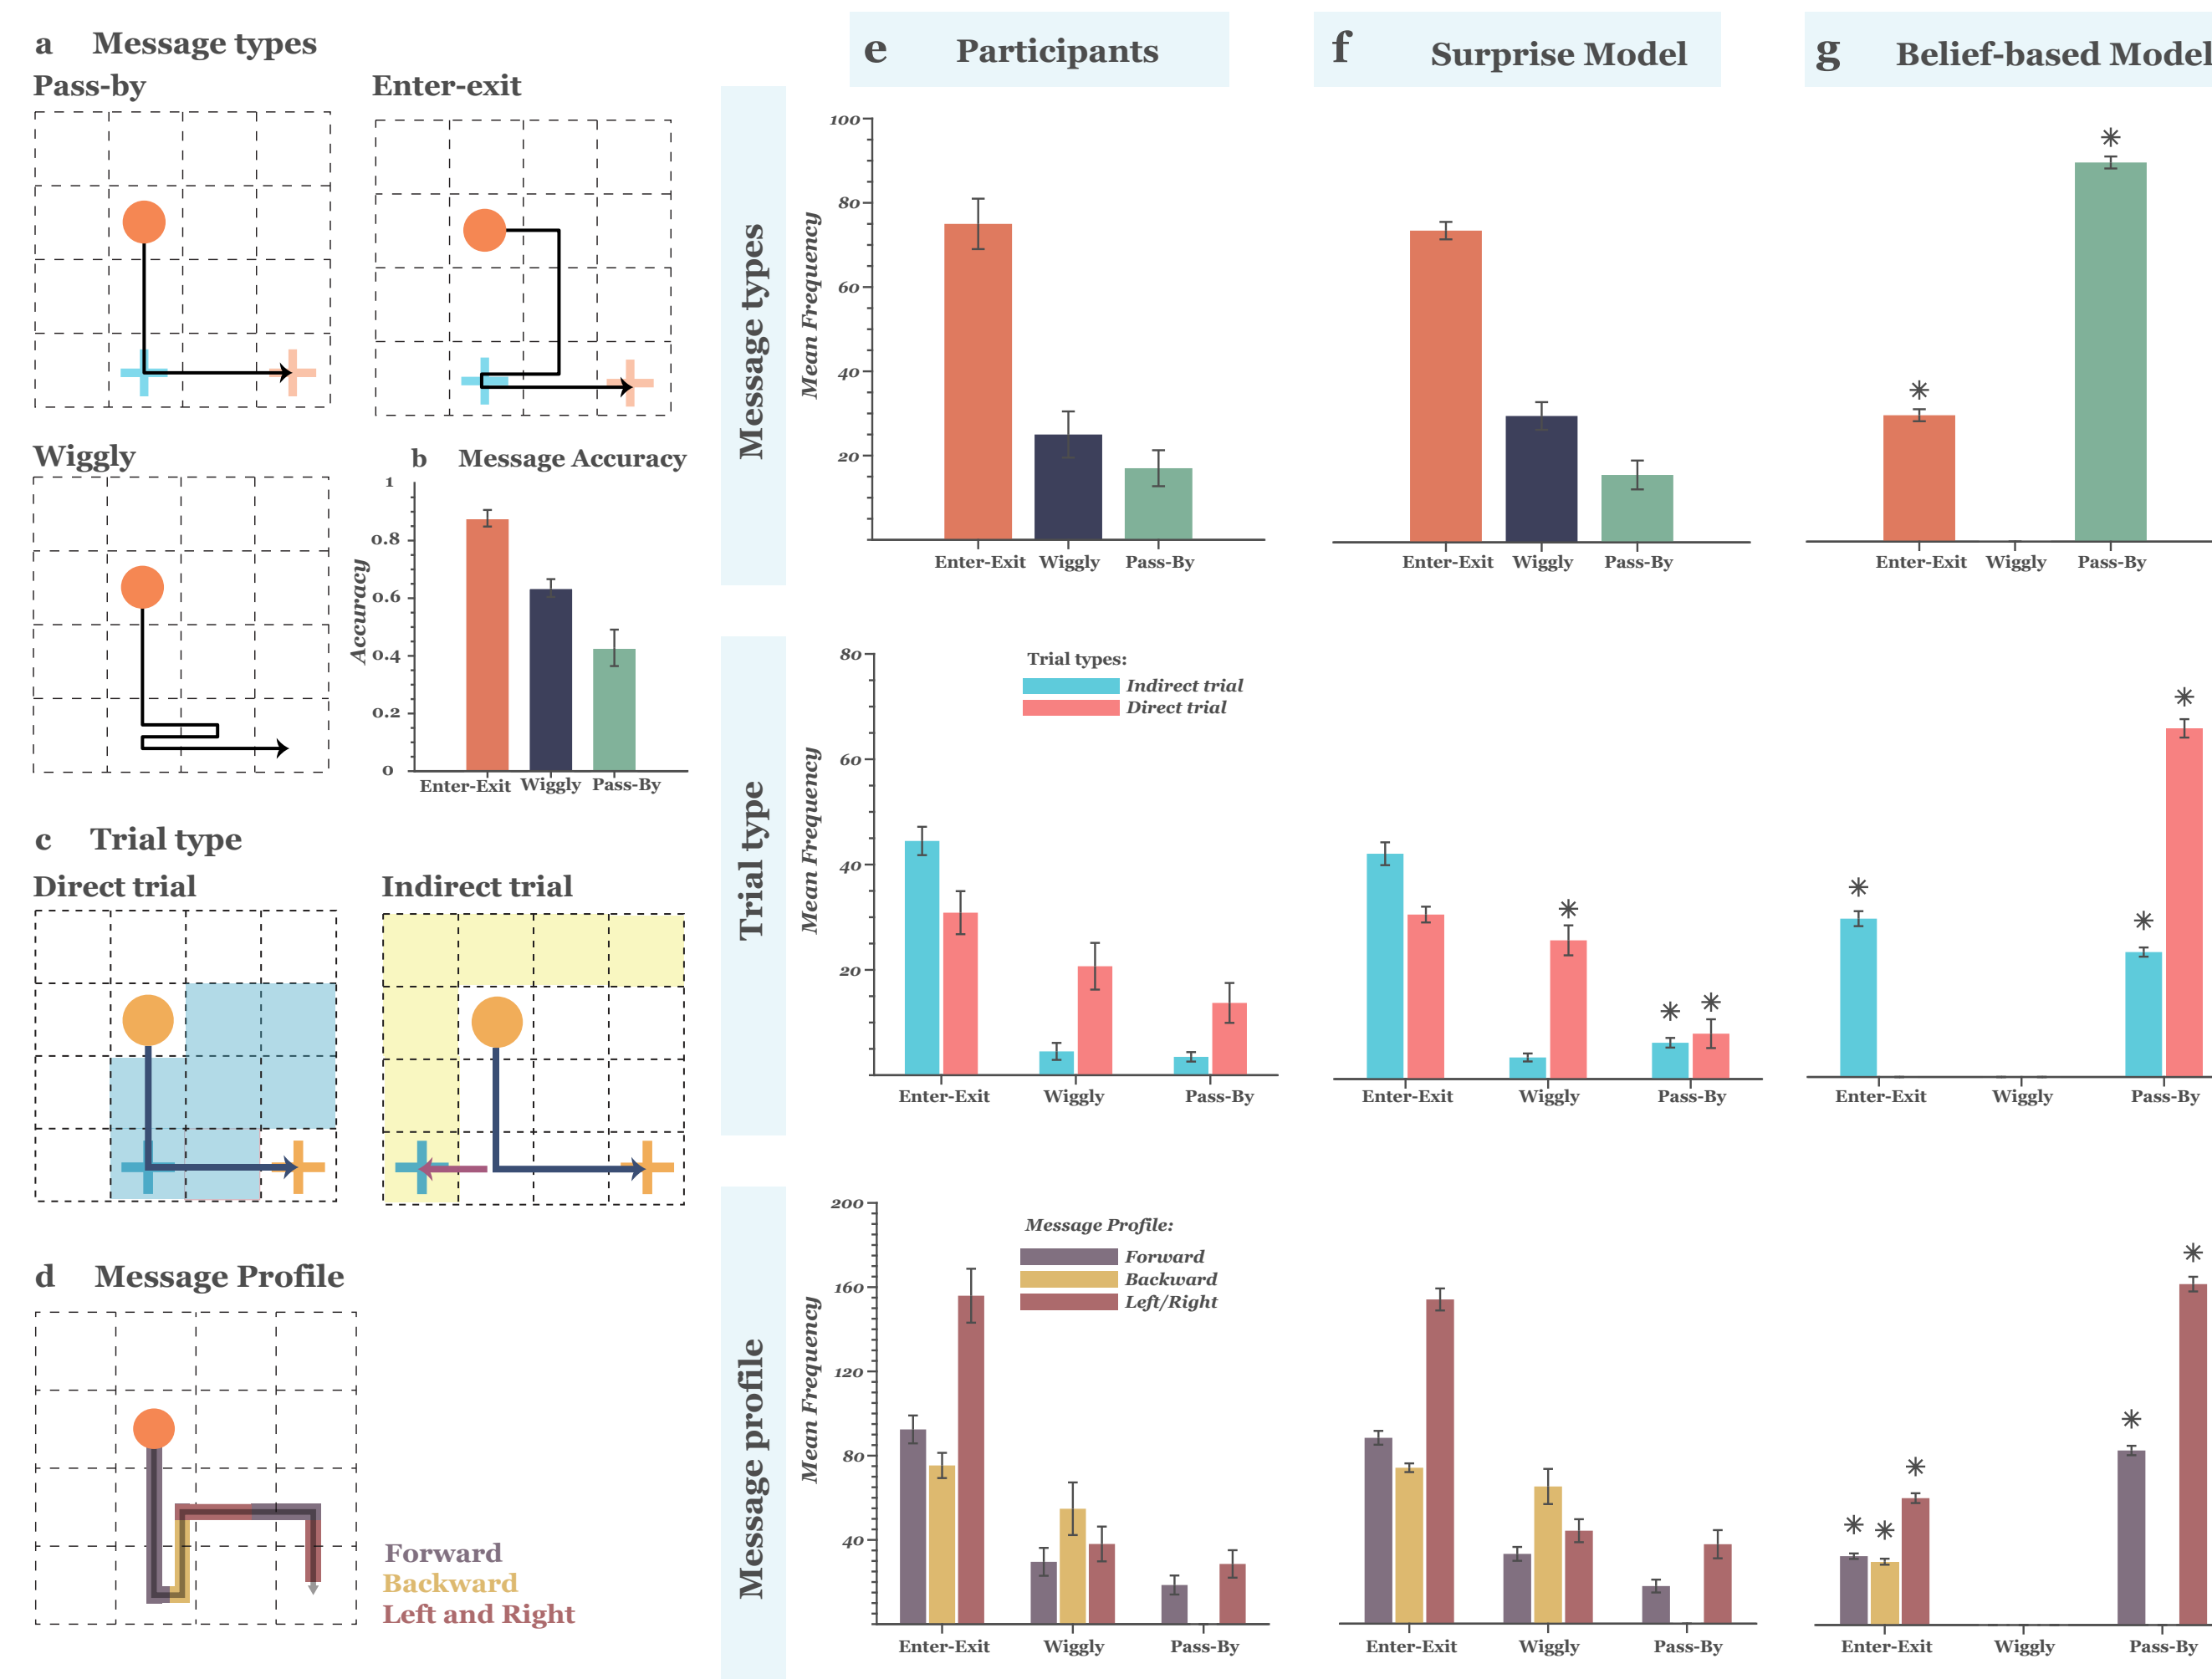 a Message types
Pass-by
Enter-exit
Wiggly
b Message Accuracy
1
0.8
0.6
0.4
0.2
0
Accuracy
Enter-Exit Wiggly Pass-By
c Trial type
Direct trial
Indirect trial
d Message Profile
Forward
Backward
Left and Right
e Participants
f Surprise Model
g Belief-based Model
Message types
Mean Frequency
100
80
60
40
20
Enter-Exit Wiggly Pass-By
Enter-Exit Wiggly Pass-By
*
*
Enter-Exit Wiggly Pass-By
Trial type
Mean Frequency
80
60
40
20
Trial types:
Indirect trial
Direct trial
Enter-Exit Wiggly Pass-By
*
* *
Enter-Exit Wiggly Pass-By
*
*
*
Enter-Exit Wiggly Pass-By
Message profile
Mean Frequency
200
160
120
80
40
Message Profile:
Forward
Backward
Left/Right
Enter-Exit Wiggly Pass-By
Enter-Exit Wiggly Pass-By
* * *
* *
Enter-Exit Wiggly Pass-By